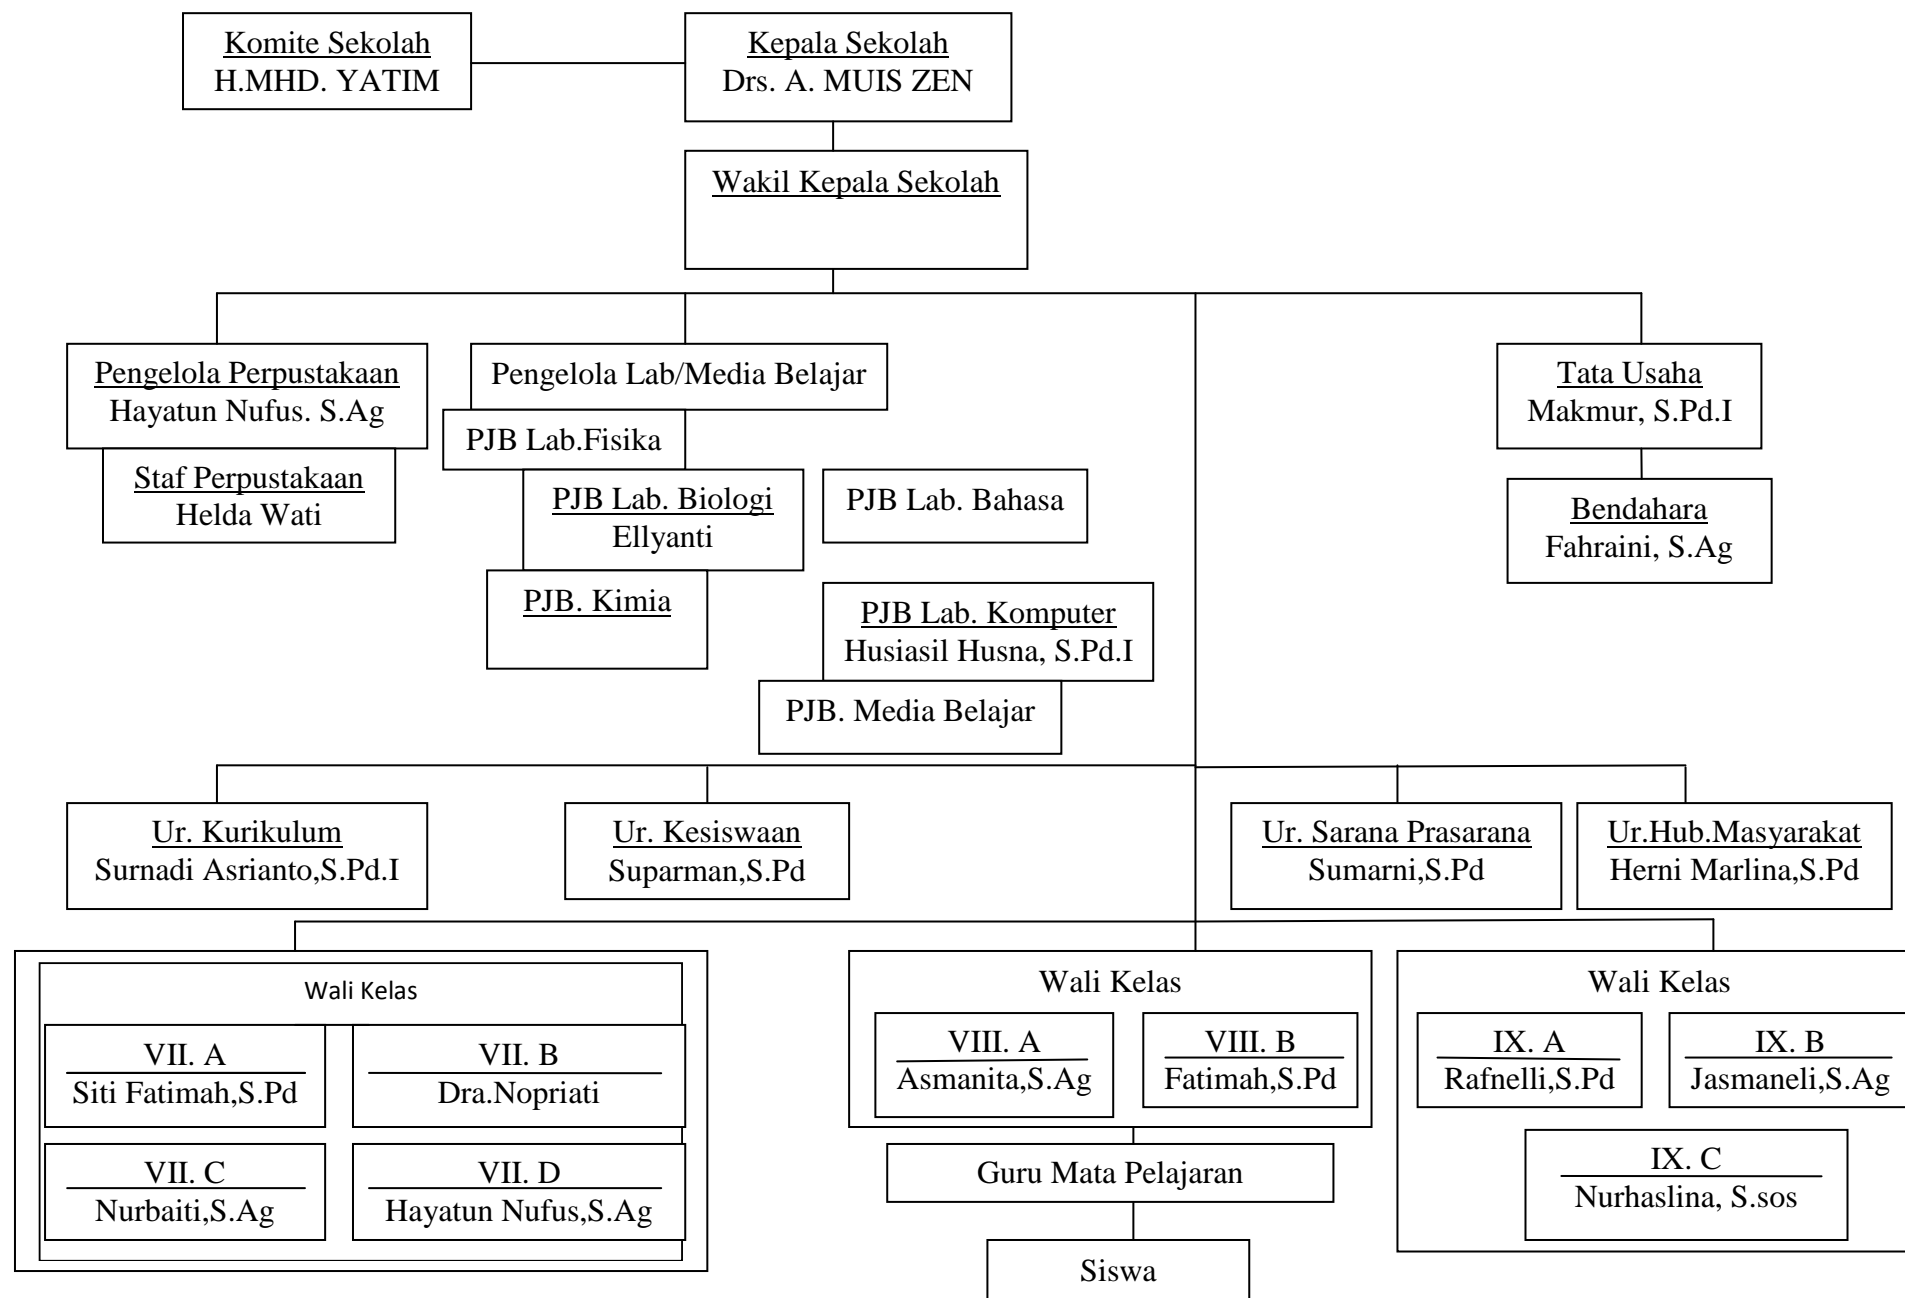 Komite Sekolah
H.MHD. YATIM
Kepala Sekolah
Drs. A. MUIS ZEN
Wakil Kepala Sekolah
Pengelola Perpustakaan
Hayatun Nufus. S.Ag
Staf Perpustakaan
Helda Wati
Pengelola Lab/Media Belajar
PJB Lab.Fisika
PJB Lab. Biologi
Ellyanti
PJB. Kimia
PJB Lab. Bahasa
PJB Lab. Komputer
Husiasil Husna, S.Pd.I
PJB. Media Belajar
Tata Usaha
Makmur, S.Pd.I
Bendahara
Fahraini, S.Ag
Ur. Kurikulum
Surnadi Asrianto,S.Pd.I
Ur. Kesiswaan
Suparman,S.Pd
Ur. Sarana Prasarana
Sumarni,S.Pd
Ur.Hub.Masyarakat
Herni Marlina,S.Pd
Wali Kelas
VII. A
Siti Fatimah,S.Pd
VII. B
Dra.Nopriati
VII. C
Nurbaiti,S.Ag
VII. D
Hayatun Nufus,S.Ag
Wali Kelas
VIII. A
Asmanita,S.Ag
VIII. B
Fatimah,S.Pd
Wali Kelas
IX. A
Rafnelli,S.Pd
IX. B
Jasmaneli,S.Ag
IX. C
Nurhaslina, S.sos
Guru Mata Pelajaran
Siswa